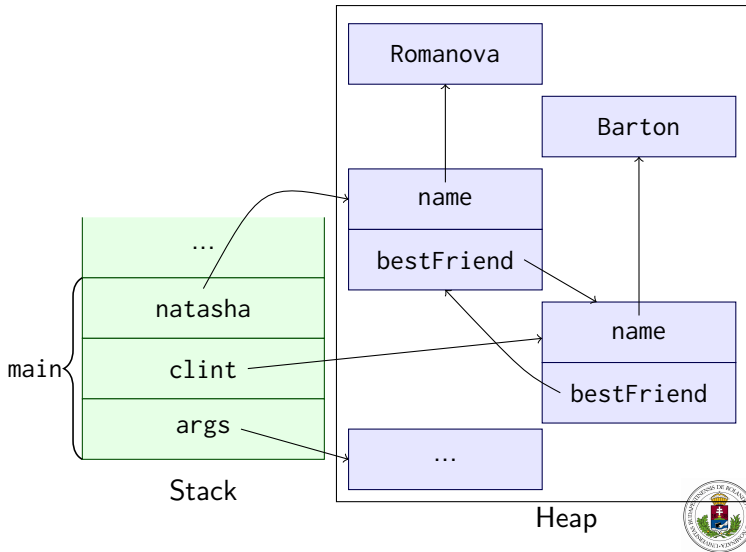 Romanova
Barton
name
bestFriend
...
natasha
name
main
clint
bestFriend
args
...
Stack
Heap